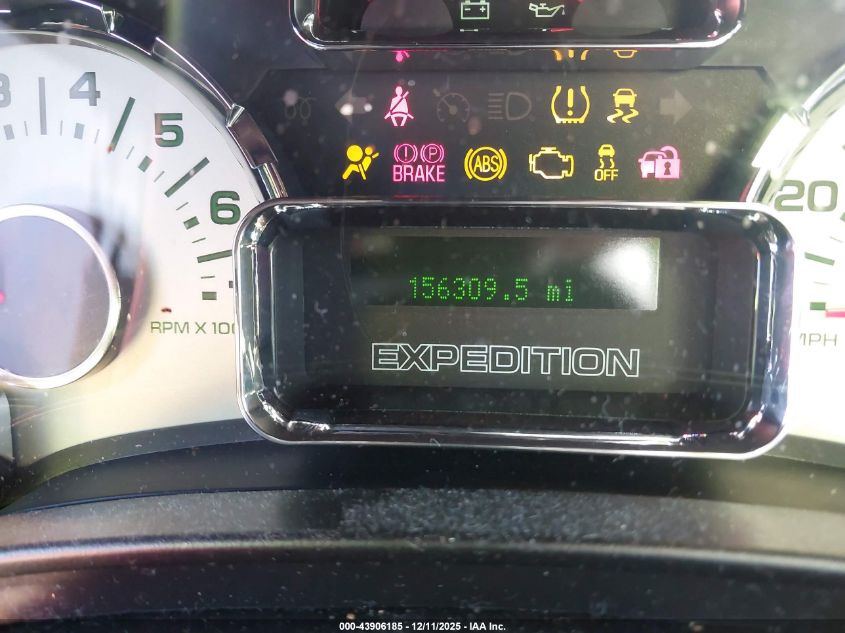 3 4 5 6
RPM X 100
BRAKE
ABS
OFF
P
20
MPH
156309.5 mi
EXPEDITION
000-43906185 - 12/11/2025 - IAA Inc.